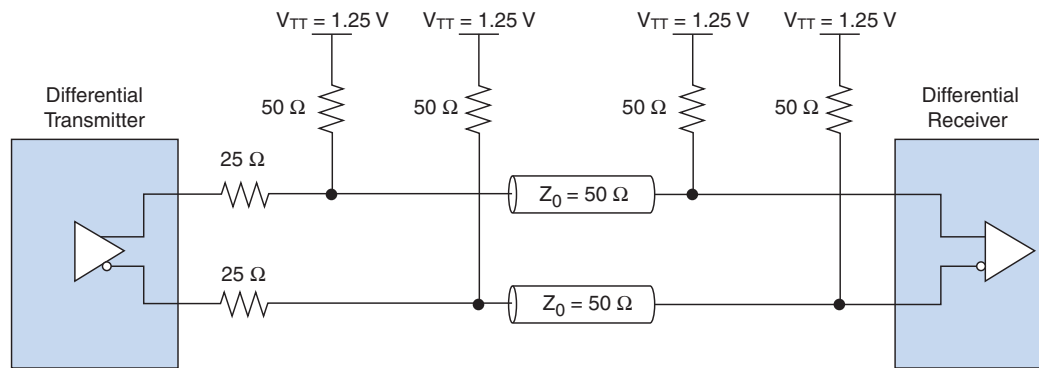 V_TT = 1.25 V V_TT = 1.25 V V_TT = 1.25 V V_TT = 1.25 V
Differential
Transmitter
50 Ω 50 Ω 50 Ω 50 Ω
Differential
Receiver
25 Ω
Z_0 = 50 Ω
25 Ω
Z_0 = 50 Ω